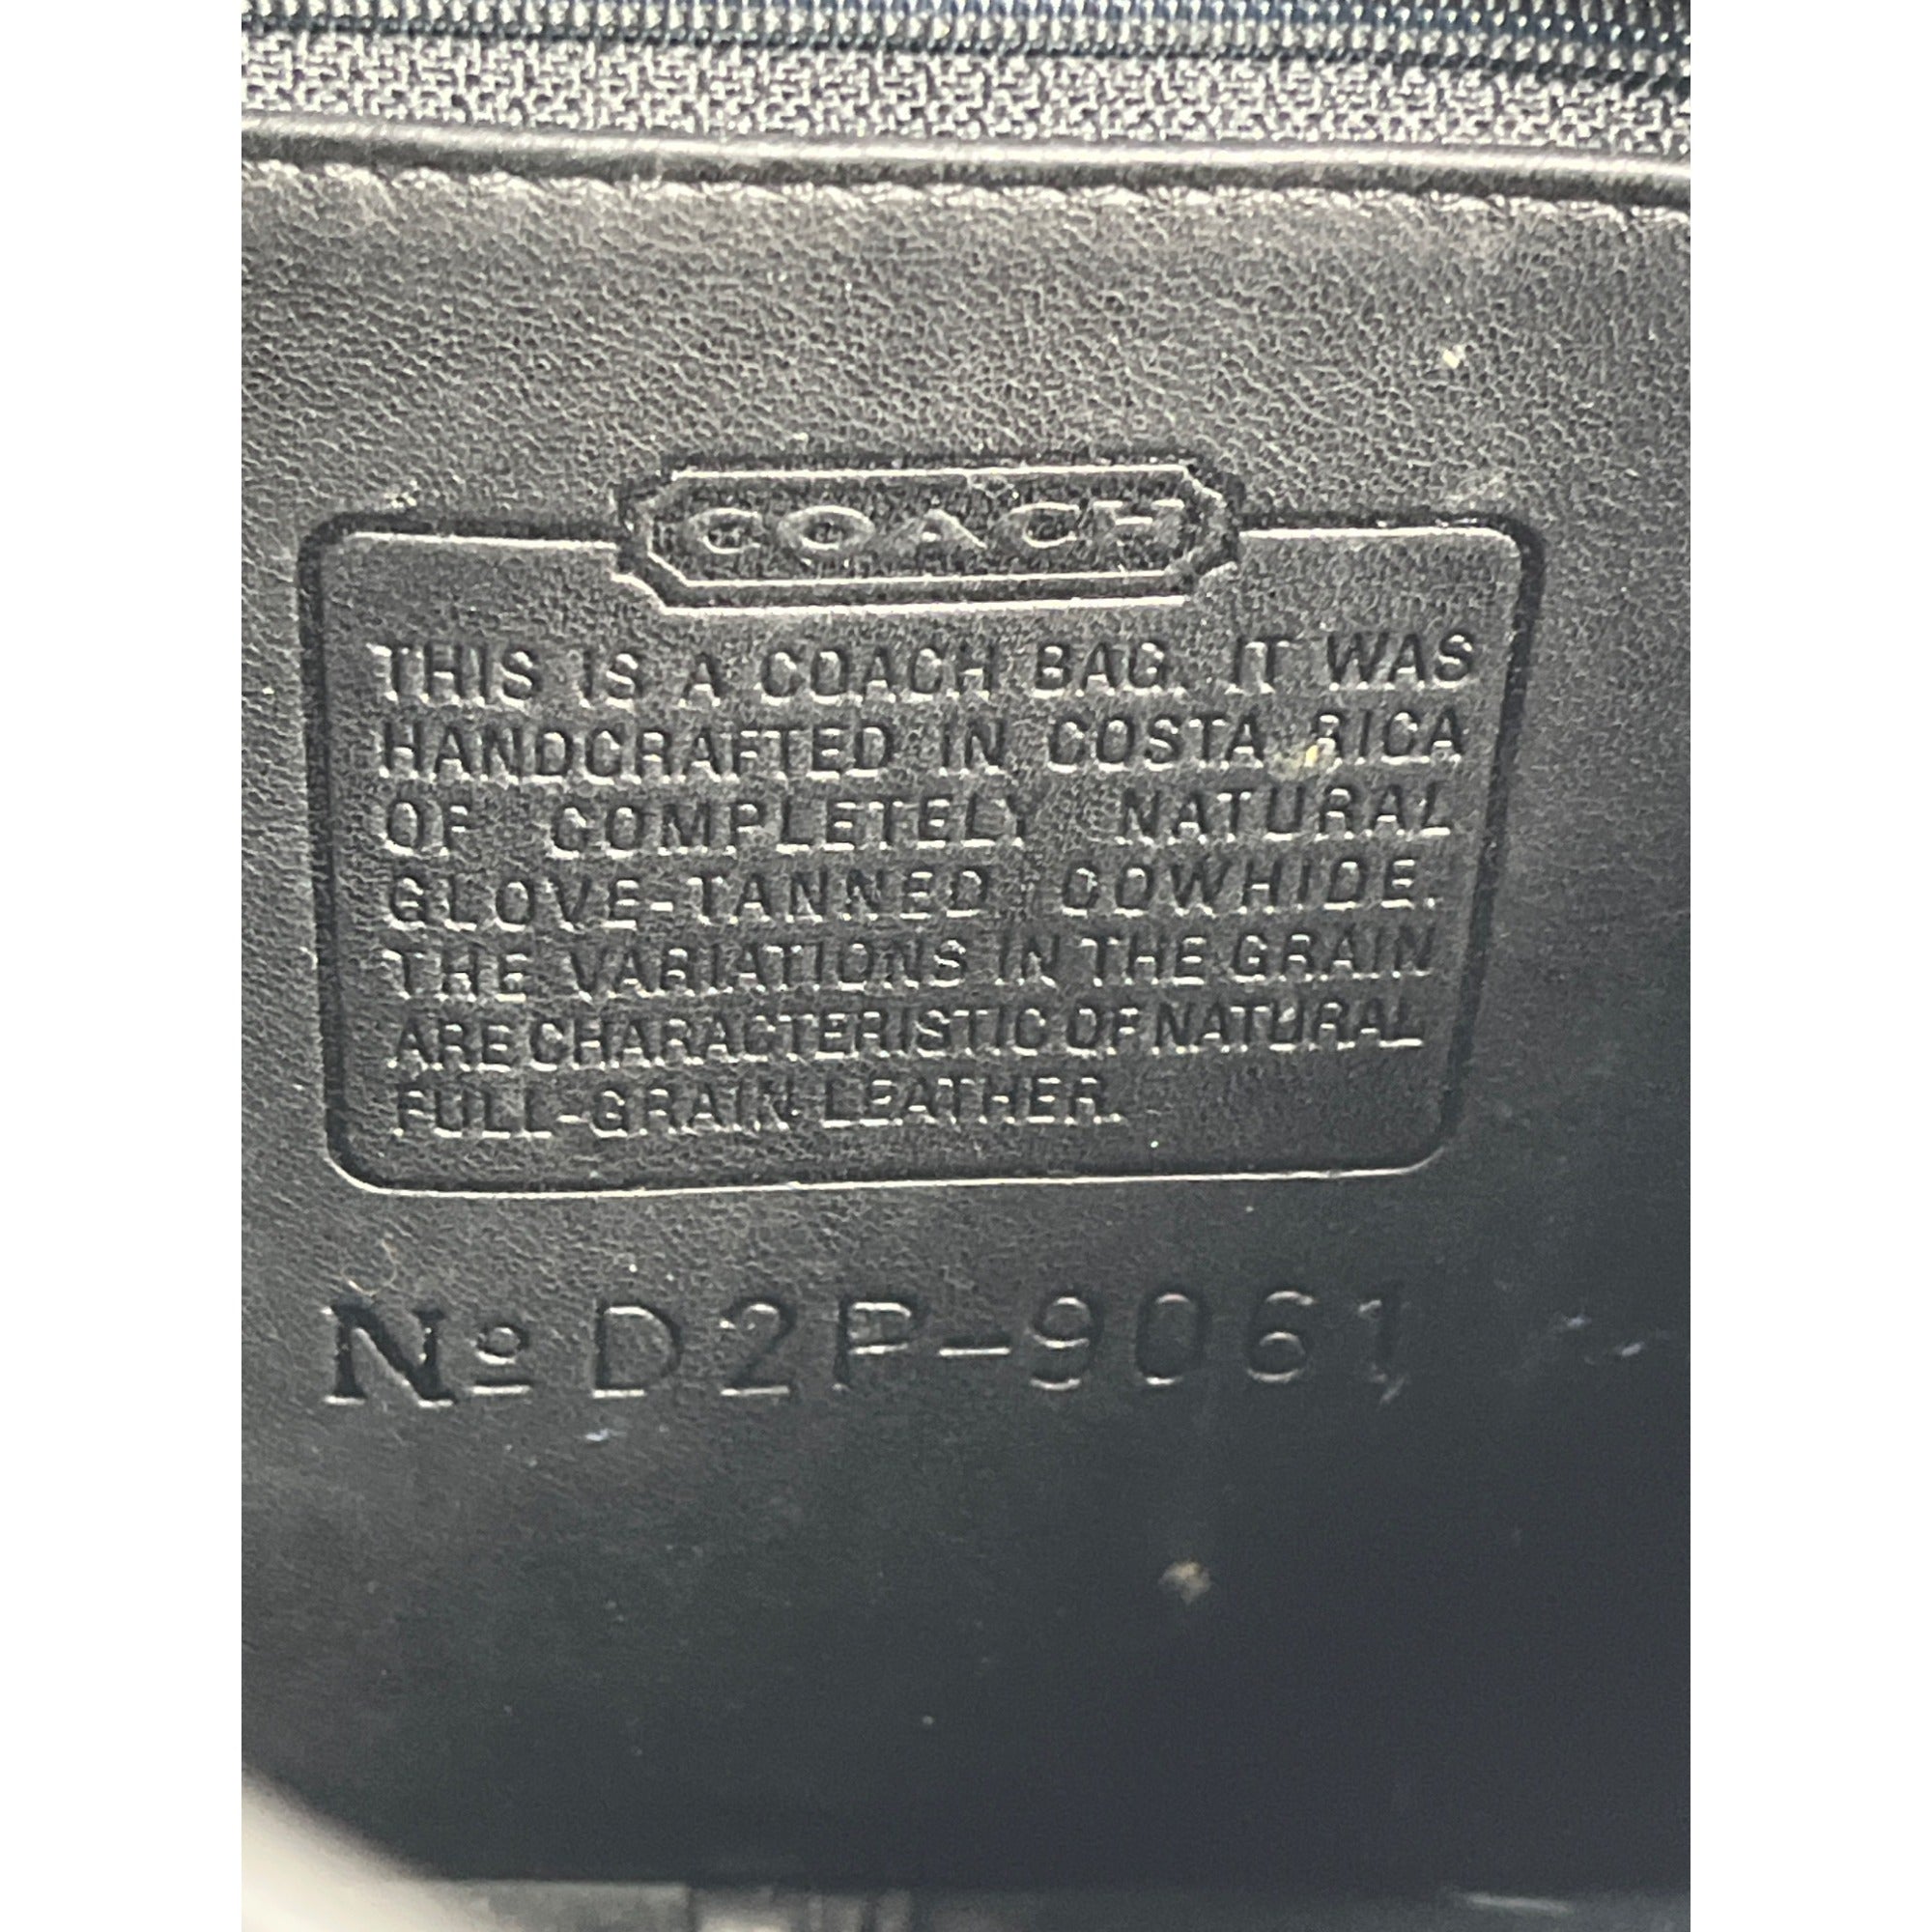 COACH
THIS IS A COACH BAG. IT WAS
HANDCRAFTED IN COSTA RICA
OF COMPLETELY NATURAL
GLOVE-TANNED COWHIDE.
THE VARIATIONS IN THE GRAIN
ARE CHARACTERISTIC OF NATURAL
FULL-GRAIN LEATHER.
No D2P-9061